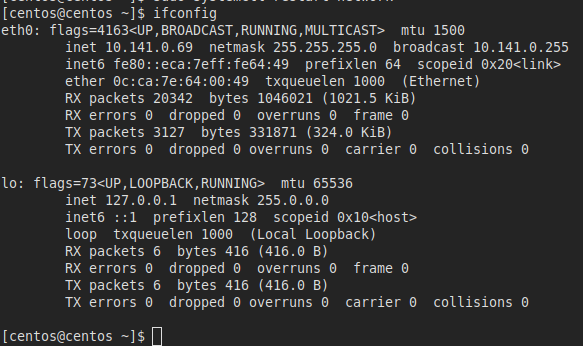 [centos@centos ~]$ ifconfig
eth0: flags=4163<UP,BROADCAST,RUNNING,MULTICAST>  mtu 1500
        inet 10.141.0.69  netmask 255.255.255.0  broadcast 10.141.0.255
        inet6 fe80::eca:7eff:fe64:49  prefixlen 64  scopeid 0x20<link>
        ether 0c:ca:7e:64:00:49  txqueuelen 1000  (Ethernet)
        RX packets 20342  bytes 1046021 (1021.5 KiB)
        RX errors 0  dropped 0  overruns 0  frame 0
        TX packets 3127  bytes 331871 (324.0 KiB)
        TX errors 0  dropped 0 overruns 0  carrier 0  collisions 0

lo: flags=73<UP,LOOPBACK,RUNNING>  mtu 65536
        inet 127.0.0.1  netmask 255.0.0.0
        inet6 ::1  prefixlen 128  scopeid 0x10<host>
        loop  txqueuelen 1000  (Local Loopback)
        RX packets 6  bytes 416 (416.0 B)
        RX errors 0  dropped 0  overruns 0  frame 0
        TX packets 6  bytes 416 (416.0 B)
        TX errors 0  dropped 0 overruns 0  carrier 0  collisions 0

[centos@centos ~]$